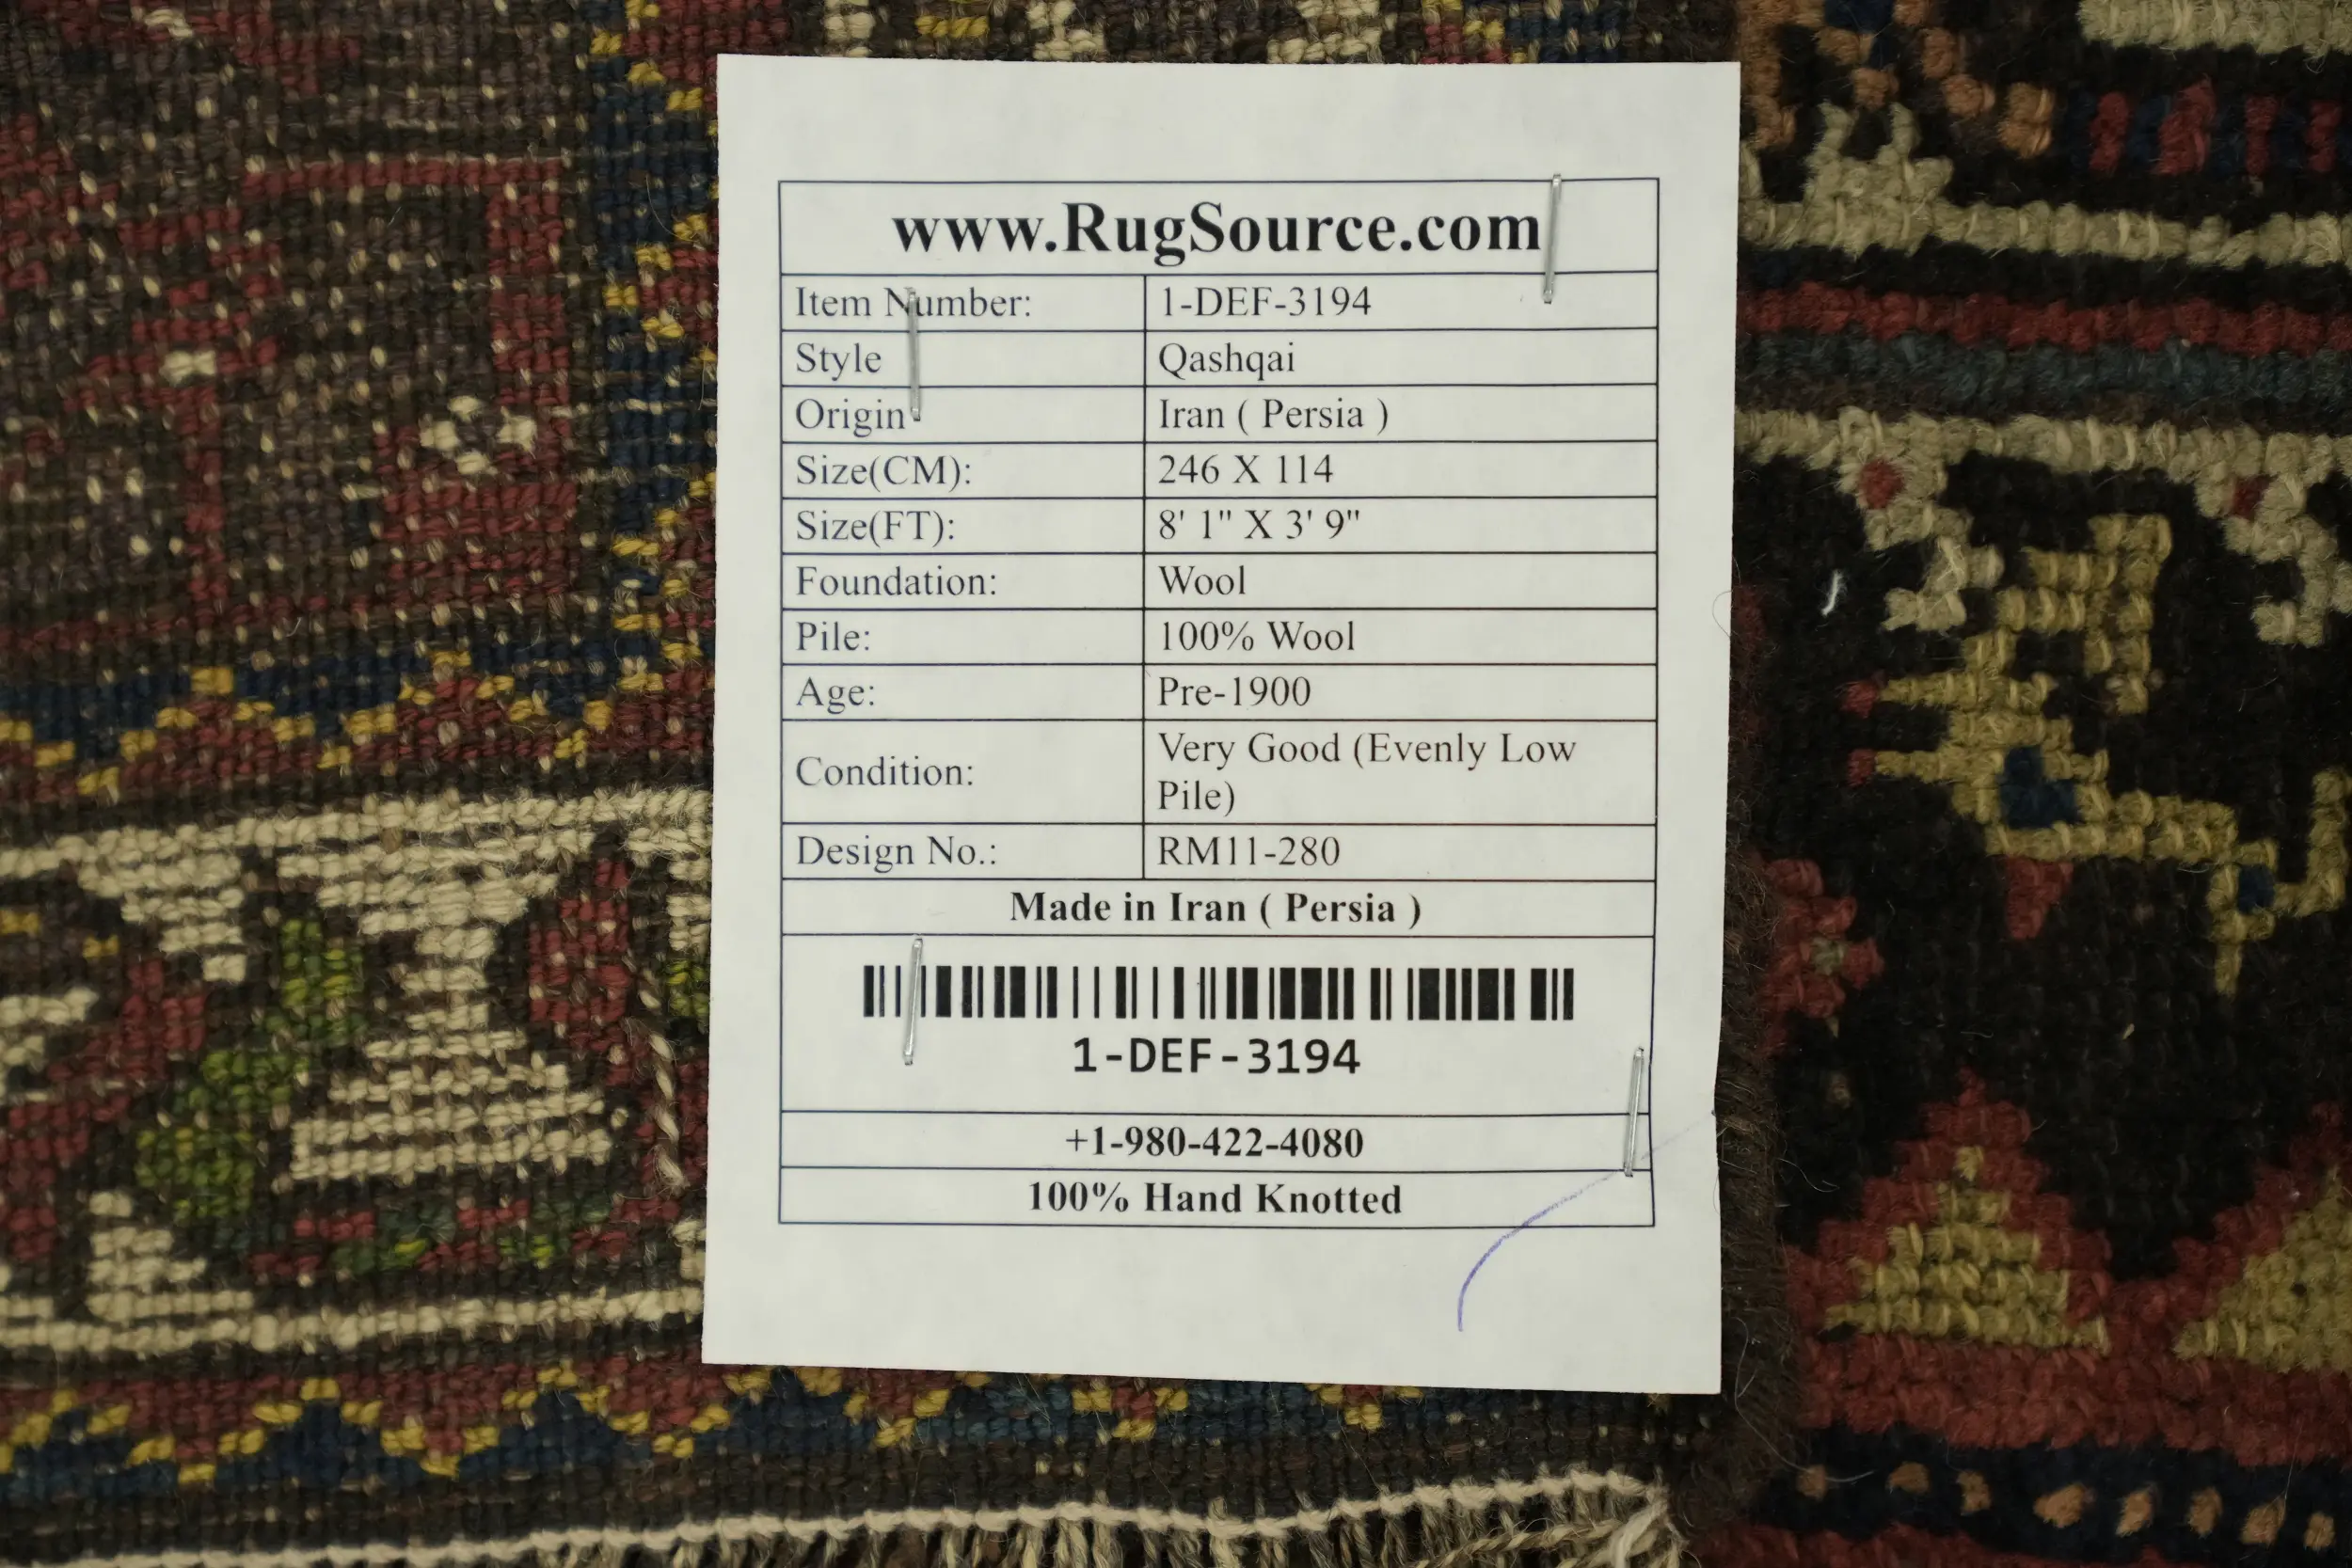 www.RugSource.com
Item Number: 1-DEF-3194
Style Qashqai
Origin Iran ( Persia )
Size(CM): 246 X 114
Size(FT): 8' 1" X 3' 9"
Foundation: Wool
Pile: 100% Wool
Age: Pre-1900
Condition: Very Good (Evenly Low
Pile)
Design No.: RM11-280
Made in Iran ( Persia )
1-DEF-3194
+1-980-422-4080
100% Hand Knotted